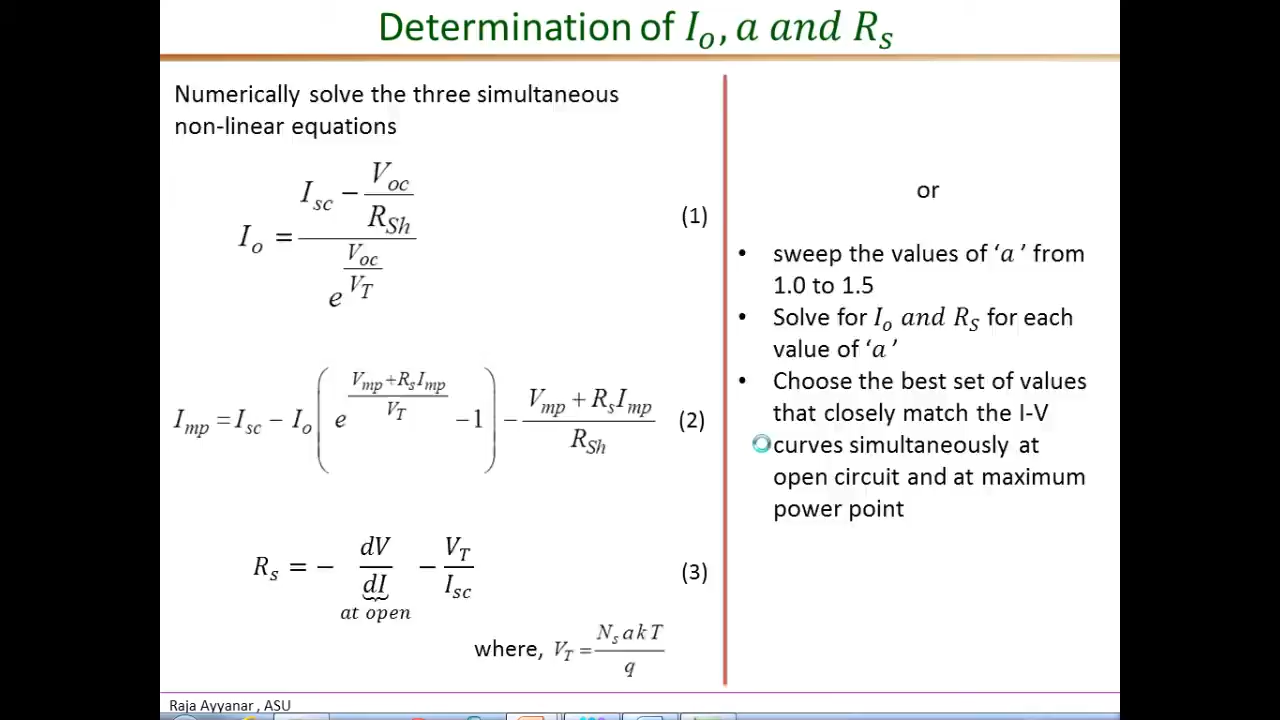 Determination of I_o, a and R_s
Numerically solve the three simultaneous
non-linear equations
I_o = (I_sc − V_oc/R_Sh) / e^(V_oc/V_T) (1)
I_mp = I_sc − I_o ( e^((V_mp + R_s I_mp)/V_T) − 1 ) − (V_mp + R_s I_mp)/R_Sh (2)
R_s = − dV/dI − V_T/I_sc (3)
at open
where, V_T = N_s a k T / q
or
• sweep the values of ‘a ’ from
1.0 to 1.5
• Solve for I_o and R_S for each
value of ‘a ’
• Choose the best set of values
that closely match the I-V
curves simultaneously at
open circuit and at maximum
power point
Raja Ayyanar , ASU